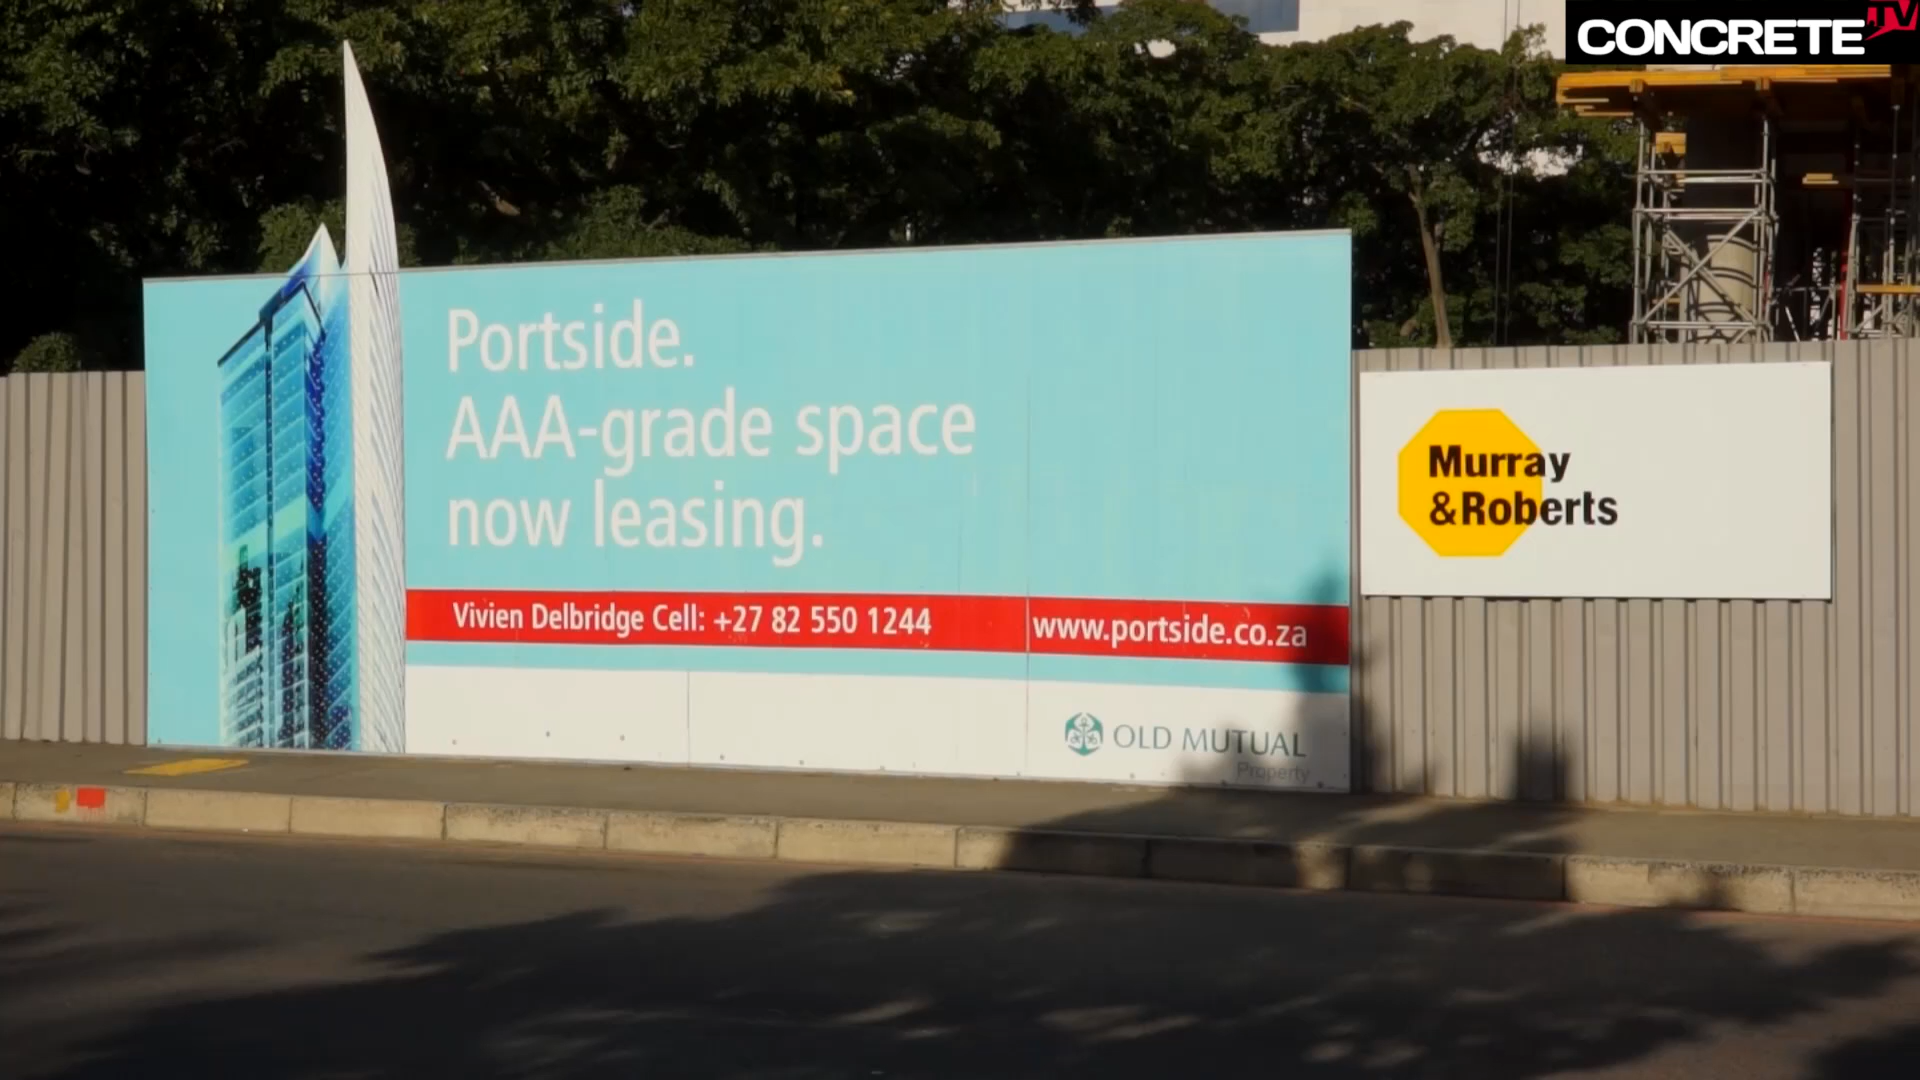 CONCRETE TV
Portside.
AAA-grade space
now leasing.
Vivien Delbridge Cell: +27 82 550 1244
www.portside.co.za
OLD MUTUAL
Property
Murray
&Roberts